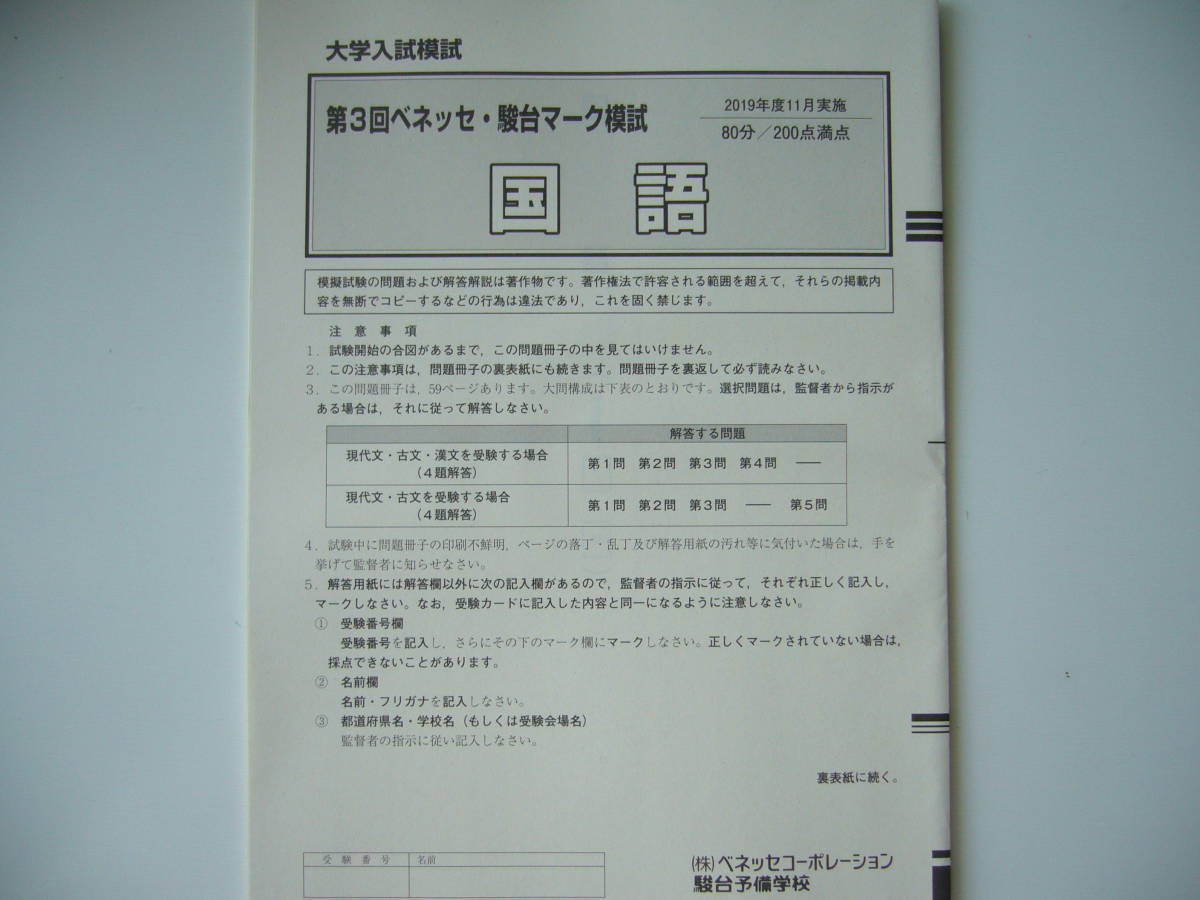 大学入試模試
第3回ベネッセ・駿台マーク模試
2019年度11月実施
80分／200点満点
国語
模擬試験の問題および解答解説は著作物です。著作権法で許容される範囲を超えて，それらの掲載内
容を無断でコピーするなどの行為は違法であり，これを固く禁じます。
注意事項
1．試験開始の合図があるまで，この問題冊子の中を見てはいけません。
2．この注意事項は，問題冊子の裏表紙にも続きます。問題冊子を裏返して必ず読みなさい。
3．この問題冊子は，59ページあります。大問構成は下表のとおりです。選択問題は，監督者から指示が
ある場合は，それに従って解答しなさい。
解答する問題
現代文・古文・漢文を受験する場合
（4題解答）
第1問 第2問 第3問 第4問 ──
現代文・古文を受験する場合
（4題解答）
第1問 第2問 第3問 ── 第5問
4．試験中に問題冊子の印刷不鮮明，ページの落丁・乱丁及び解答用紙の汚れ等に気付いた場合は，手を
挙げて監督者に知らせなさい。
5．解答用紙には解答欄以外に次の記入欄があるので，監督者の指示に従って，それぞれ正しく記入し，
マークしなさい。なお，受験カードに記入した内容と同一になるように注意しなさい。
① 受験番号欄
受験番号を記入し，さらにその下のマーク欄にマークしなさい。正しくマークされていない場合は，
採点できないことがあります。
② 名前欄
名前・フリガナを記入しなさい。
③ 都道府県名・学校名（もしくは受験会場名）
監督者の指示に従い記入しなさい。
裏表紙に続く。
受験番号 名前
(株)ベネッセコーポレーション
駿台予備学校